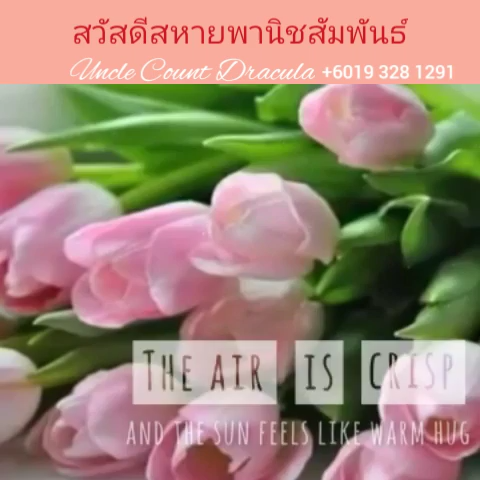 สวัสดีสหายพานิชสัมพันธ์
Uncle Count Dracula +6019 328 1291
THE AIR IS CRISP
AND THE SUN FEELS LIKE WARM HUG